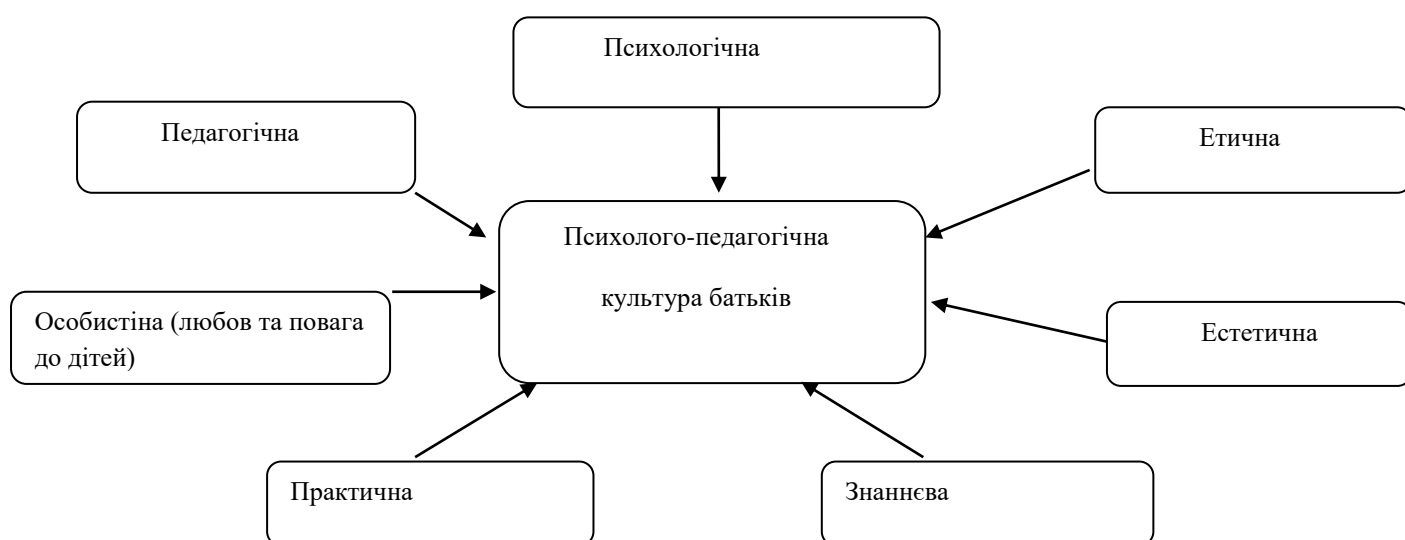 Психологічна
Педагогічна
Етична
Психолого-педагогічна
культура батьків
Особистіна (любов та повага
до дітей)
Естетична
Практична
Знаннєва